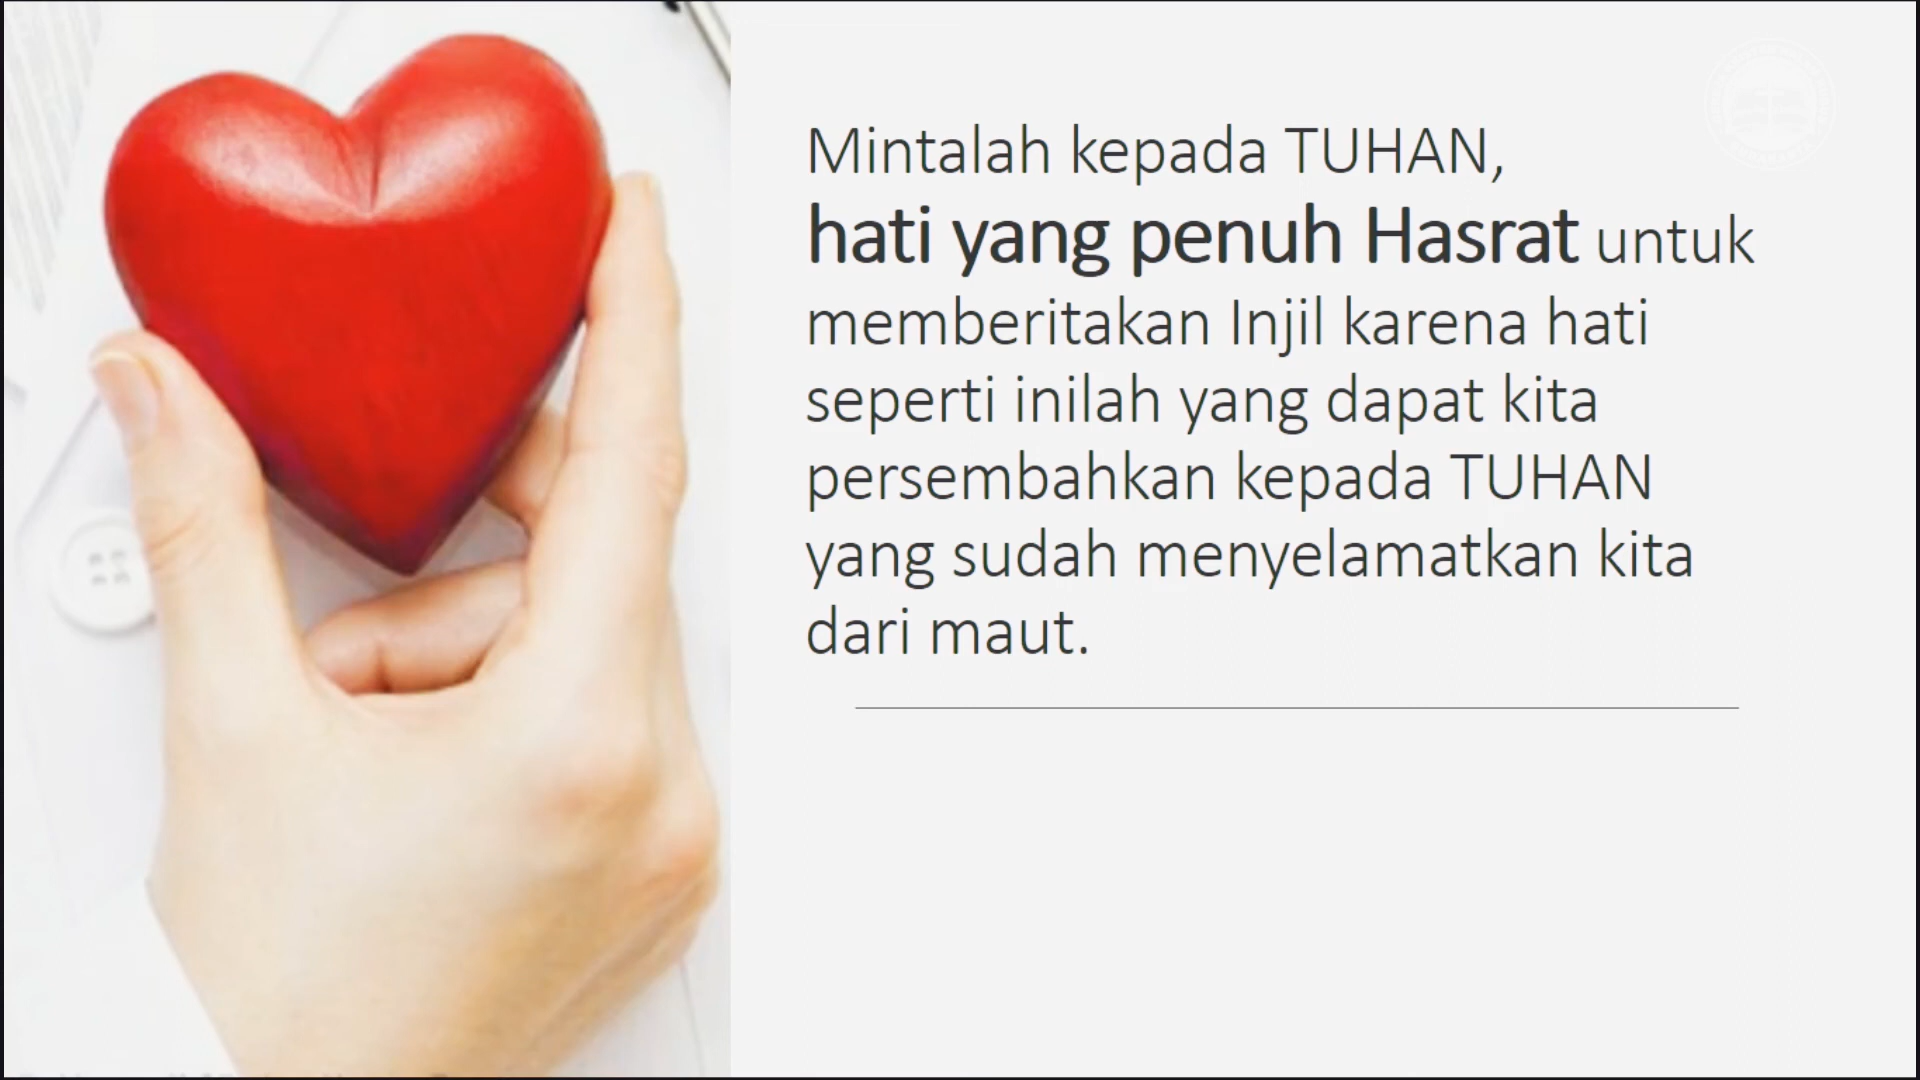 Mintalah kepada TUHAN,
hati yang penuh Hasrat untuk
memberitakan Injil karena hati
seperti inilah yang dapat kita
persembahkan kepada TUHAN
yang sudah menyelamatkan kita
dari maut.